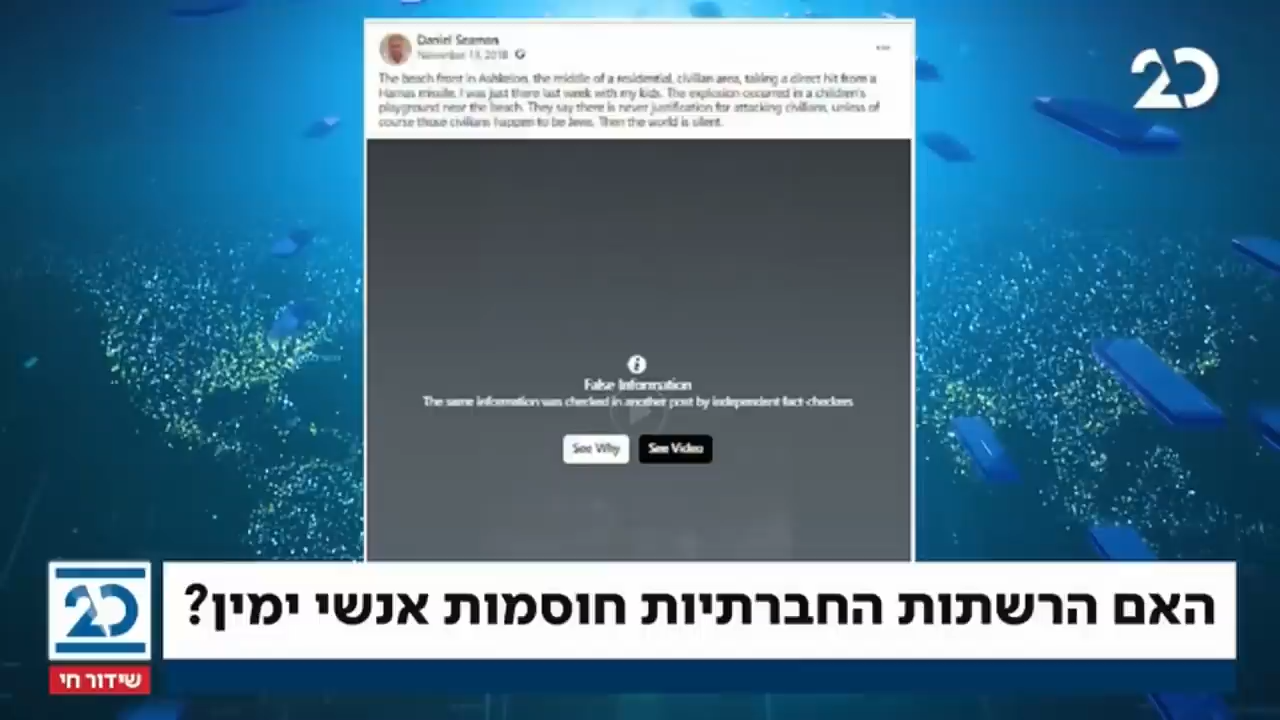 Daniel Seaman
November 13, 2018
The beach front in Ashkelon, the middle of a residential, civilian area, taking a direct hit from a
Hamas missile. I was just there last week with my kids. The explosion occurred in a children's
playground near the beach. They say there is never justification for attacking civilians, unless of
course those civilians happen to be Jews. Then the world is silent.
20
False Information
The same information was checked in another post by independent fact-checkers
See Why
See Video
20
האם הרשתות החברתיות חוסמות אנשי ימין?
שידור חי